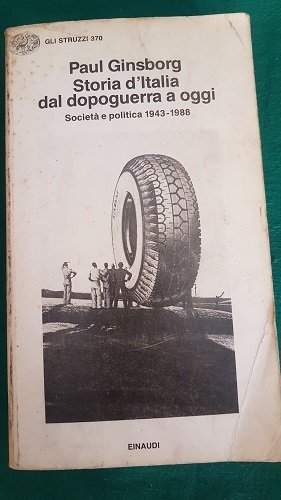 GLI STRUZZI 370
Paul Ginsborg
Storia d'Italia
dal dopoguerra a oggi
Società e politica 1943-1988
EINAUDI